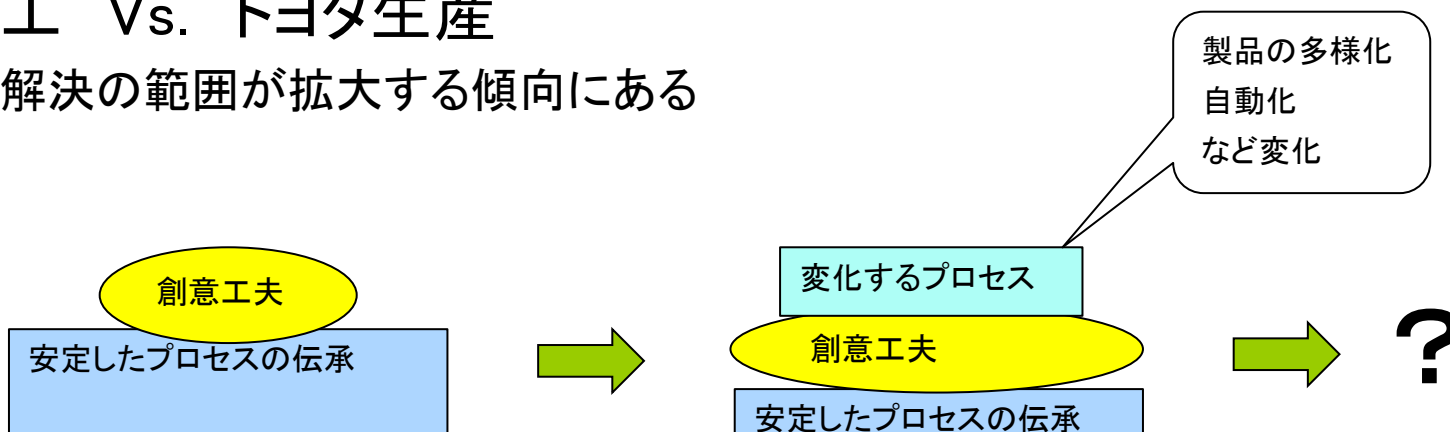 Vs. トヨタ生産
解決の範囲が拡大する傾向にある
製品の多様化
自動化
など変化
創意工夫
安定したプロセスの伝承
変化するプロセス
創意工夫
安定したプロセスの伝承
?